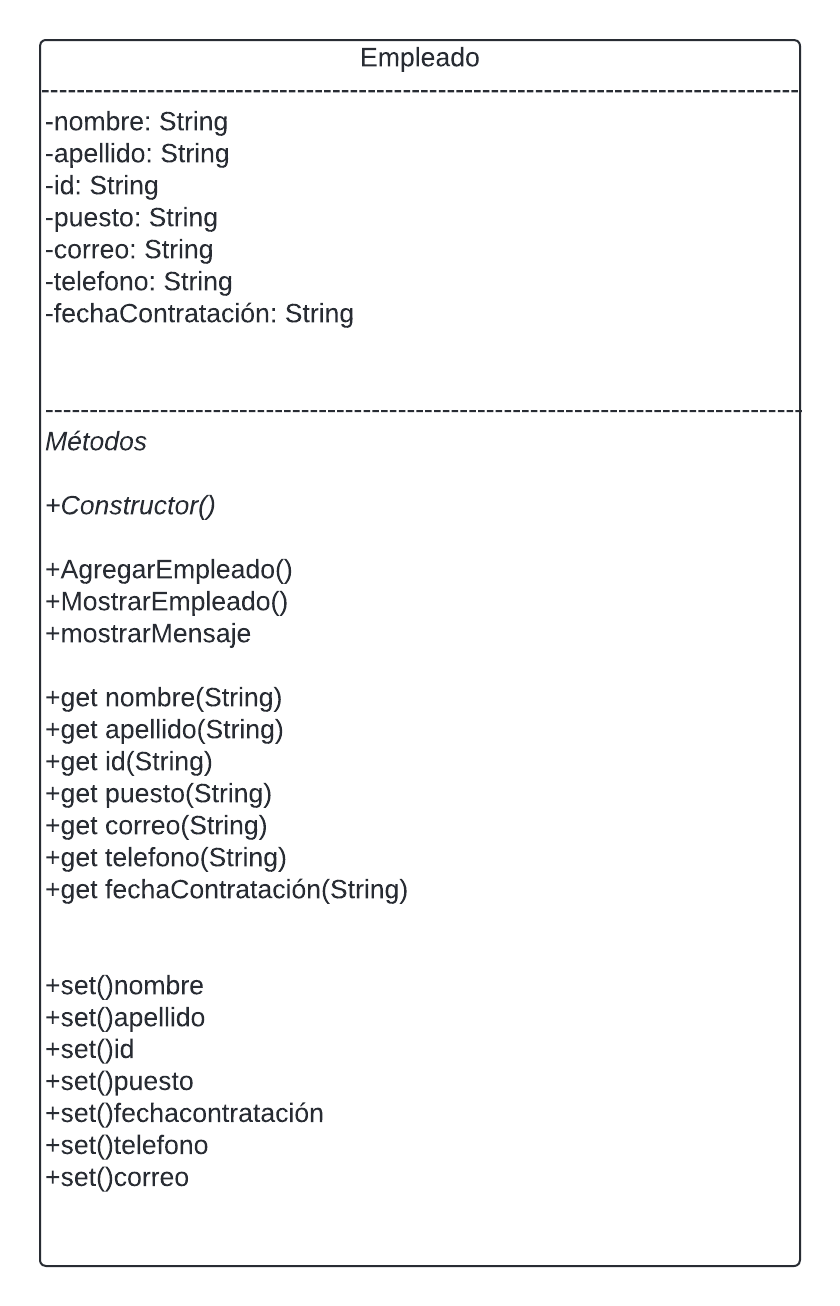 Empleado
-nombre: String
-apellido: String
-id: String
-puesto: String
-correo: String
-telefono: String
-fechaContratación: String
Métodos
+Constructor()
+AgregarEmpleado()
+MostrarEmpleado()
+mostrarMensaje
+get nombre(String)
+get apellido(String)
+get id(String)
+get puesto(String)
+get correo(String)
+get telefono(String)
+get fechaContratación(String)
+set()nombre
+set()apellido
+set()id
+set()puesto
+set()fechacontratación
+set()telefono
+set()correo